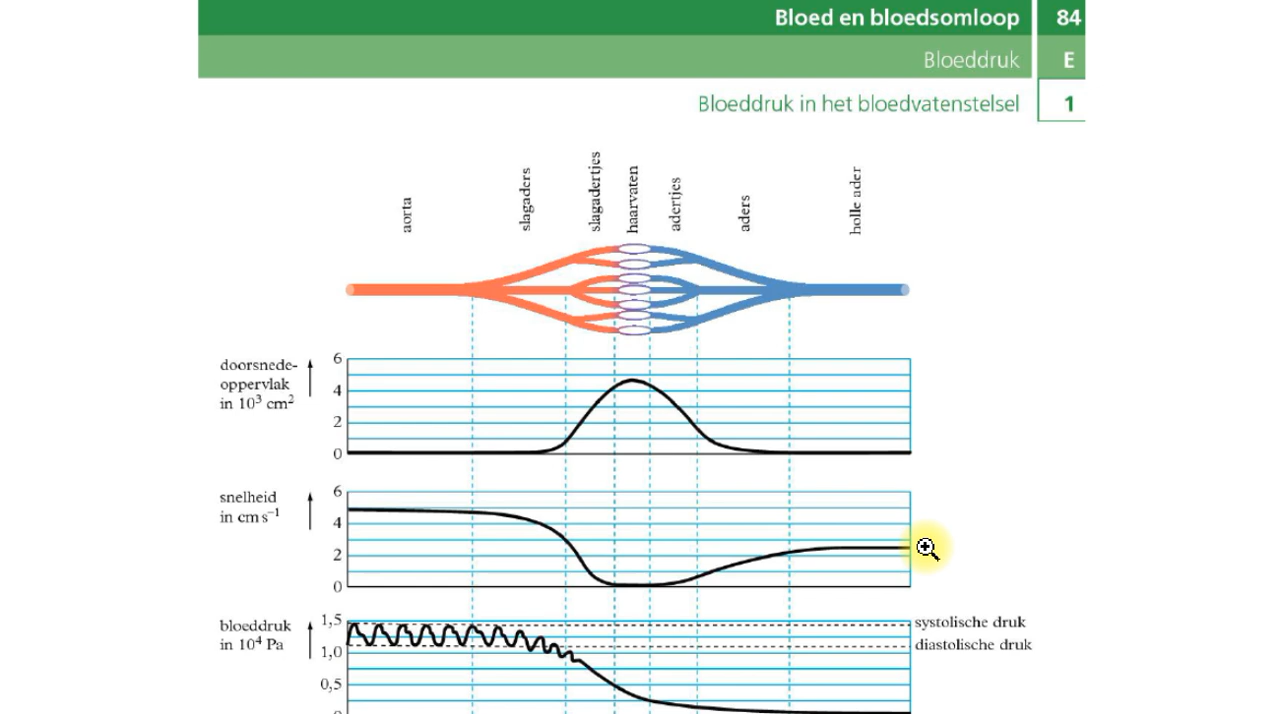 Bloed en bloedsomloop 84
Bloeddruk E
Bloeddruk in het bloedvatenstelsel 1
aorta
slagaders
slagadertjes
haarvaten
adertjes
aders
holle ader
doorsnede-
oppervlak
in 10³ cm²
6
4
2
0
snelheid
in cm s⁻¹
6
4
2
0
bloeddruk
in 10⁴ Pa
1,5
1,0
0,5
systolische druk
diastolische druk